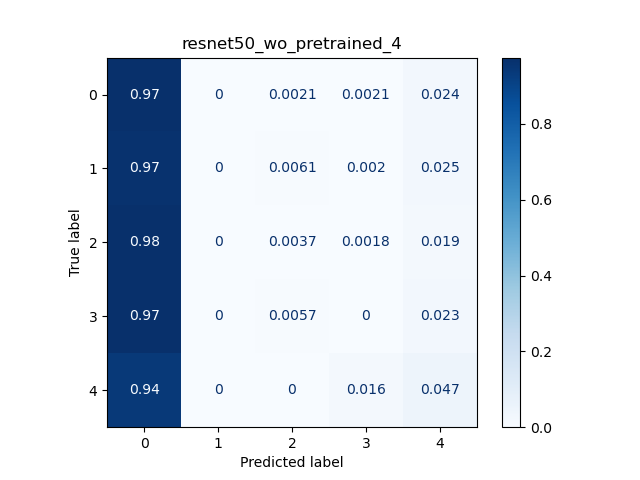 resnet50_wo_pretrained_4
0 0.97 0 0.0021 0.0021 0.024
1 0.97 0 0.0061 0.002 0.025
2 0.98 0 0.0037 0.0018 0.019
3 0.97 0 0.0057 0 0.023
4 0.94 0 0 0.016 0.047
0 1 2 3 4
Predicted label
True label
0.8
0.6
0.4
0.2
0.0